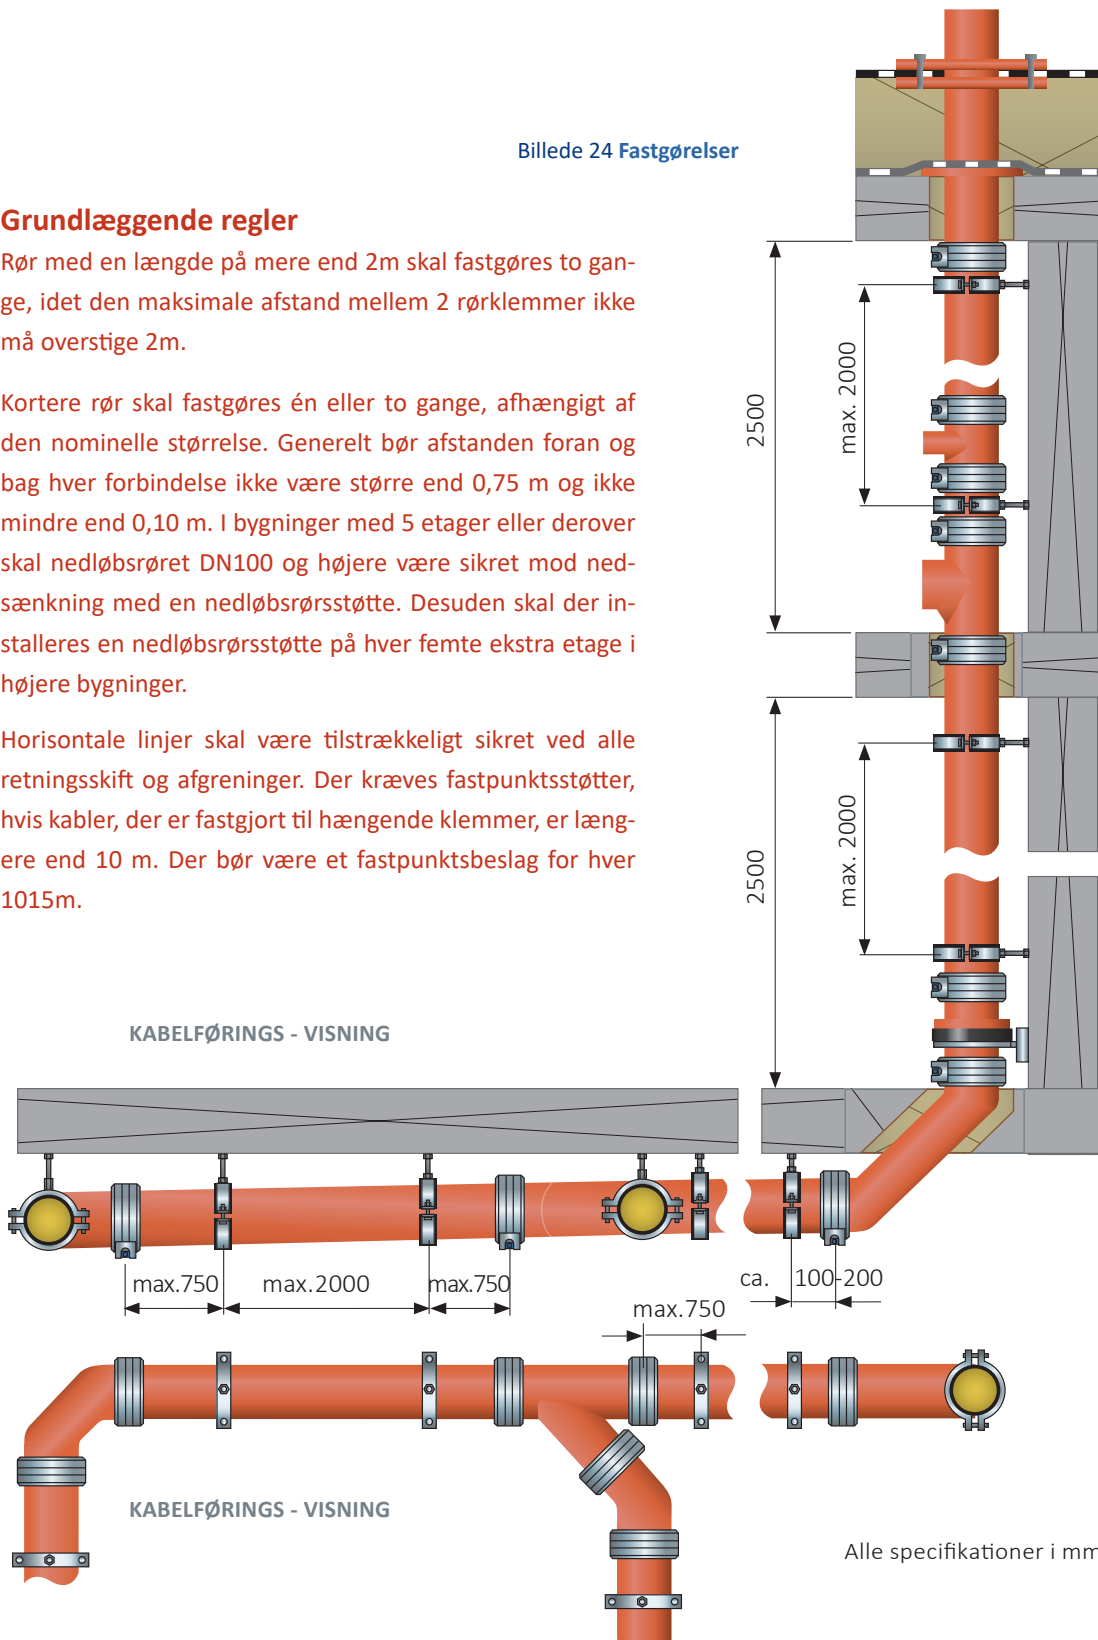 Billede 24 Fastgørelser
Grundlæggende regler
Rør med en længde på mere end 2m skal fastgøres to gan-
ge, idet den maksimale afstand mellem 2 rørklemmer ikke
må overstige 2m.
Kortere rør skal fastgøres én eller to gange, afhængigt af
den nominelle størrelse. Generelt bør afstanden foran og
bag hver forbindelse ikke være større end 0,75 m og ikke
mindre end 0,10 m. I bygninger med 5 etager eller derover
skal nedløbsrøret DN100 og højere være sikret mod ned-
sænkning med en nedløbsrørsstøtte. Desuden skal der in-
stalleres en nedløbsrørsstøtte på hver femte ekstra etage i
højere bygninger.
Horisontale linjer skal være tilstrækkeligt sikret ved alle
retningsskift og afgreninger. Der kræves fastpunktsstøtter,
hvis kabler, der er fastgjort til hængende klemmer, er læng-
ere end 10 m. Der bør være et fastpunktsbeslag for hver
1015m.
2500
max. 2000
2500
max. 2000
KABELFØRINGS - VISNING
max.750
max.2000
max.750
ca. 100-200
max.750
KABELFØRINGS - VISNING
Alle specifikationer i mm